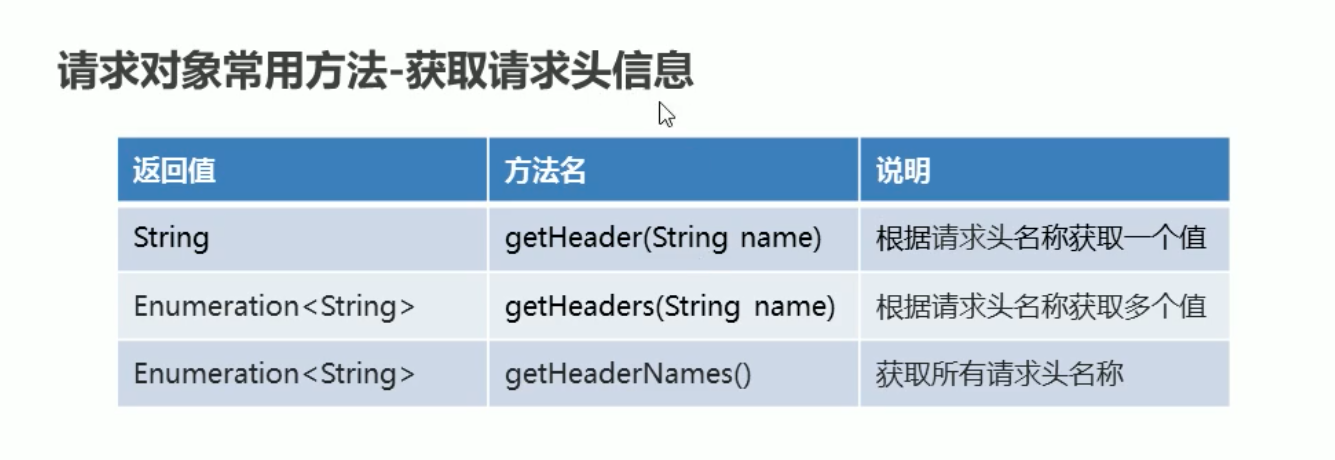 请求对象常用方法-获取请求头信息
返回值 方法名 说明
String getHeader(String name) 根据请求头名称获取一个值
Enumeration<String> getHeaders(String name) 根据请求头名称获取多个值
Enumeration<String> getHeaderNames() 获取所有请求头名称